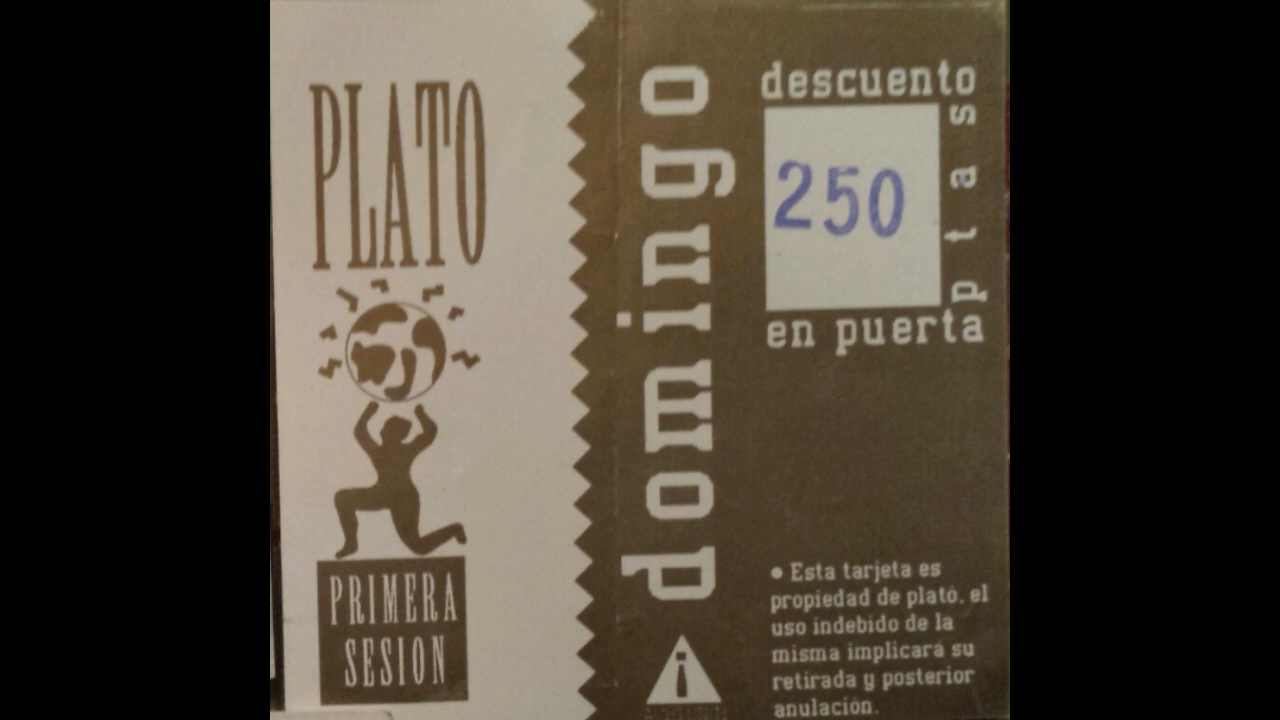 PLATO
PRIMERA
SESION
domingo
descuento
250
ptas
en puerta
● Esta tarjeta es
propiedad de plató. el
uso indebido de la
misma implicará su
retirada y posterior
anulación.